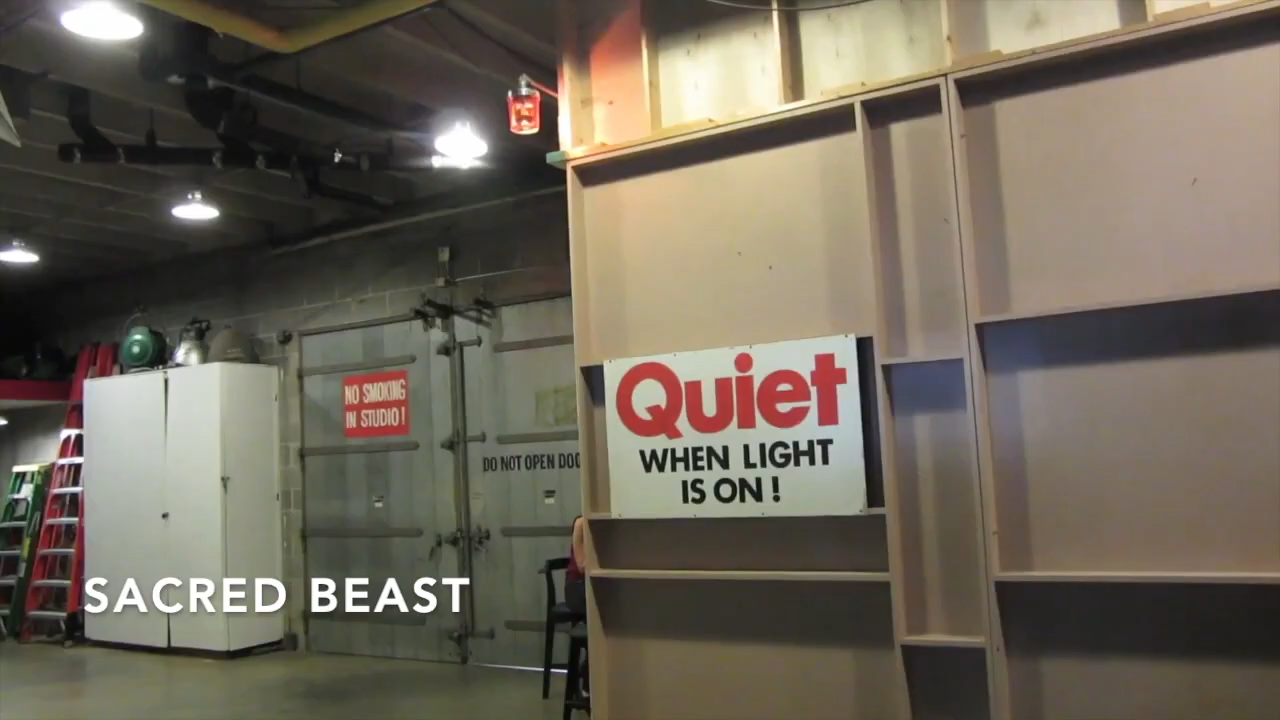 NO SMOKING
IN STUDIO!
DO NOT OPEN DOO
Quiet
WHEN LIGHT
IS ON!
SACRED BEAST